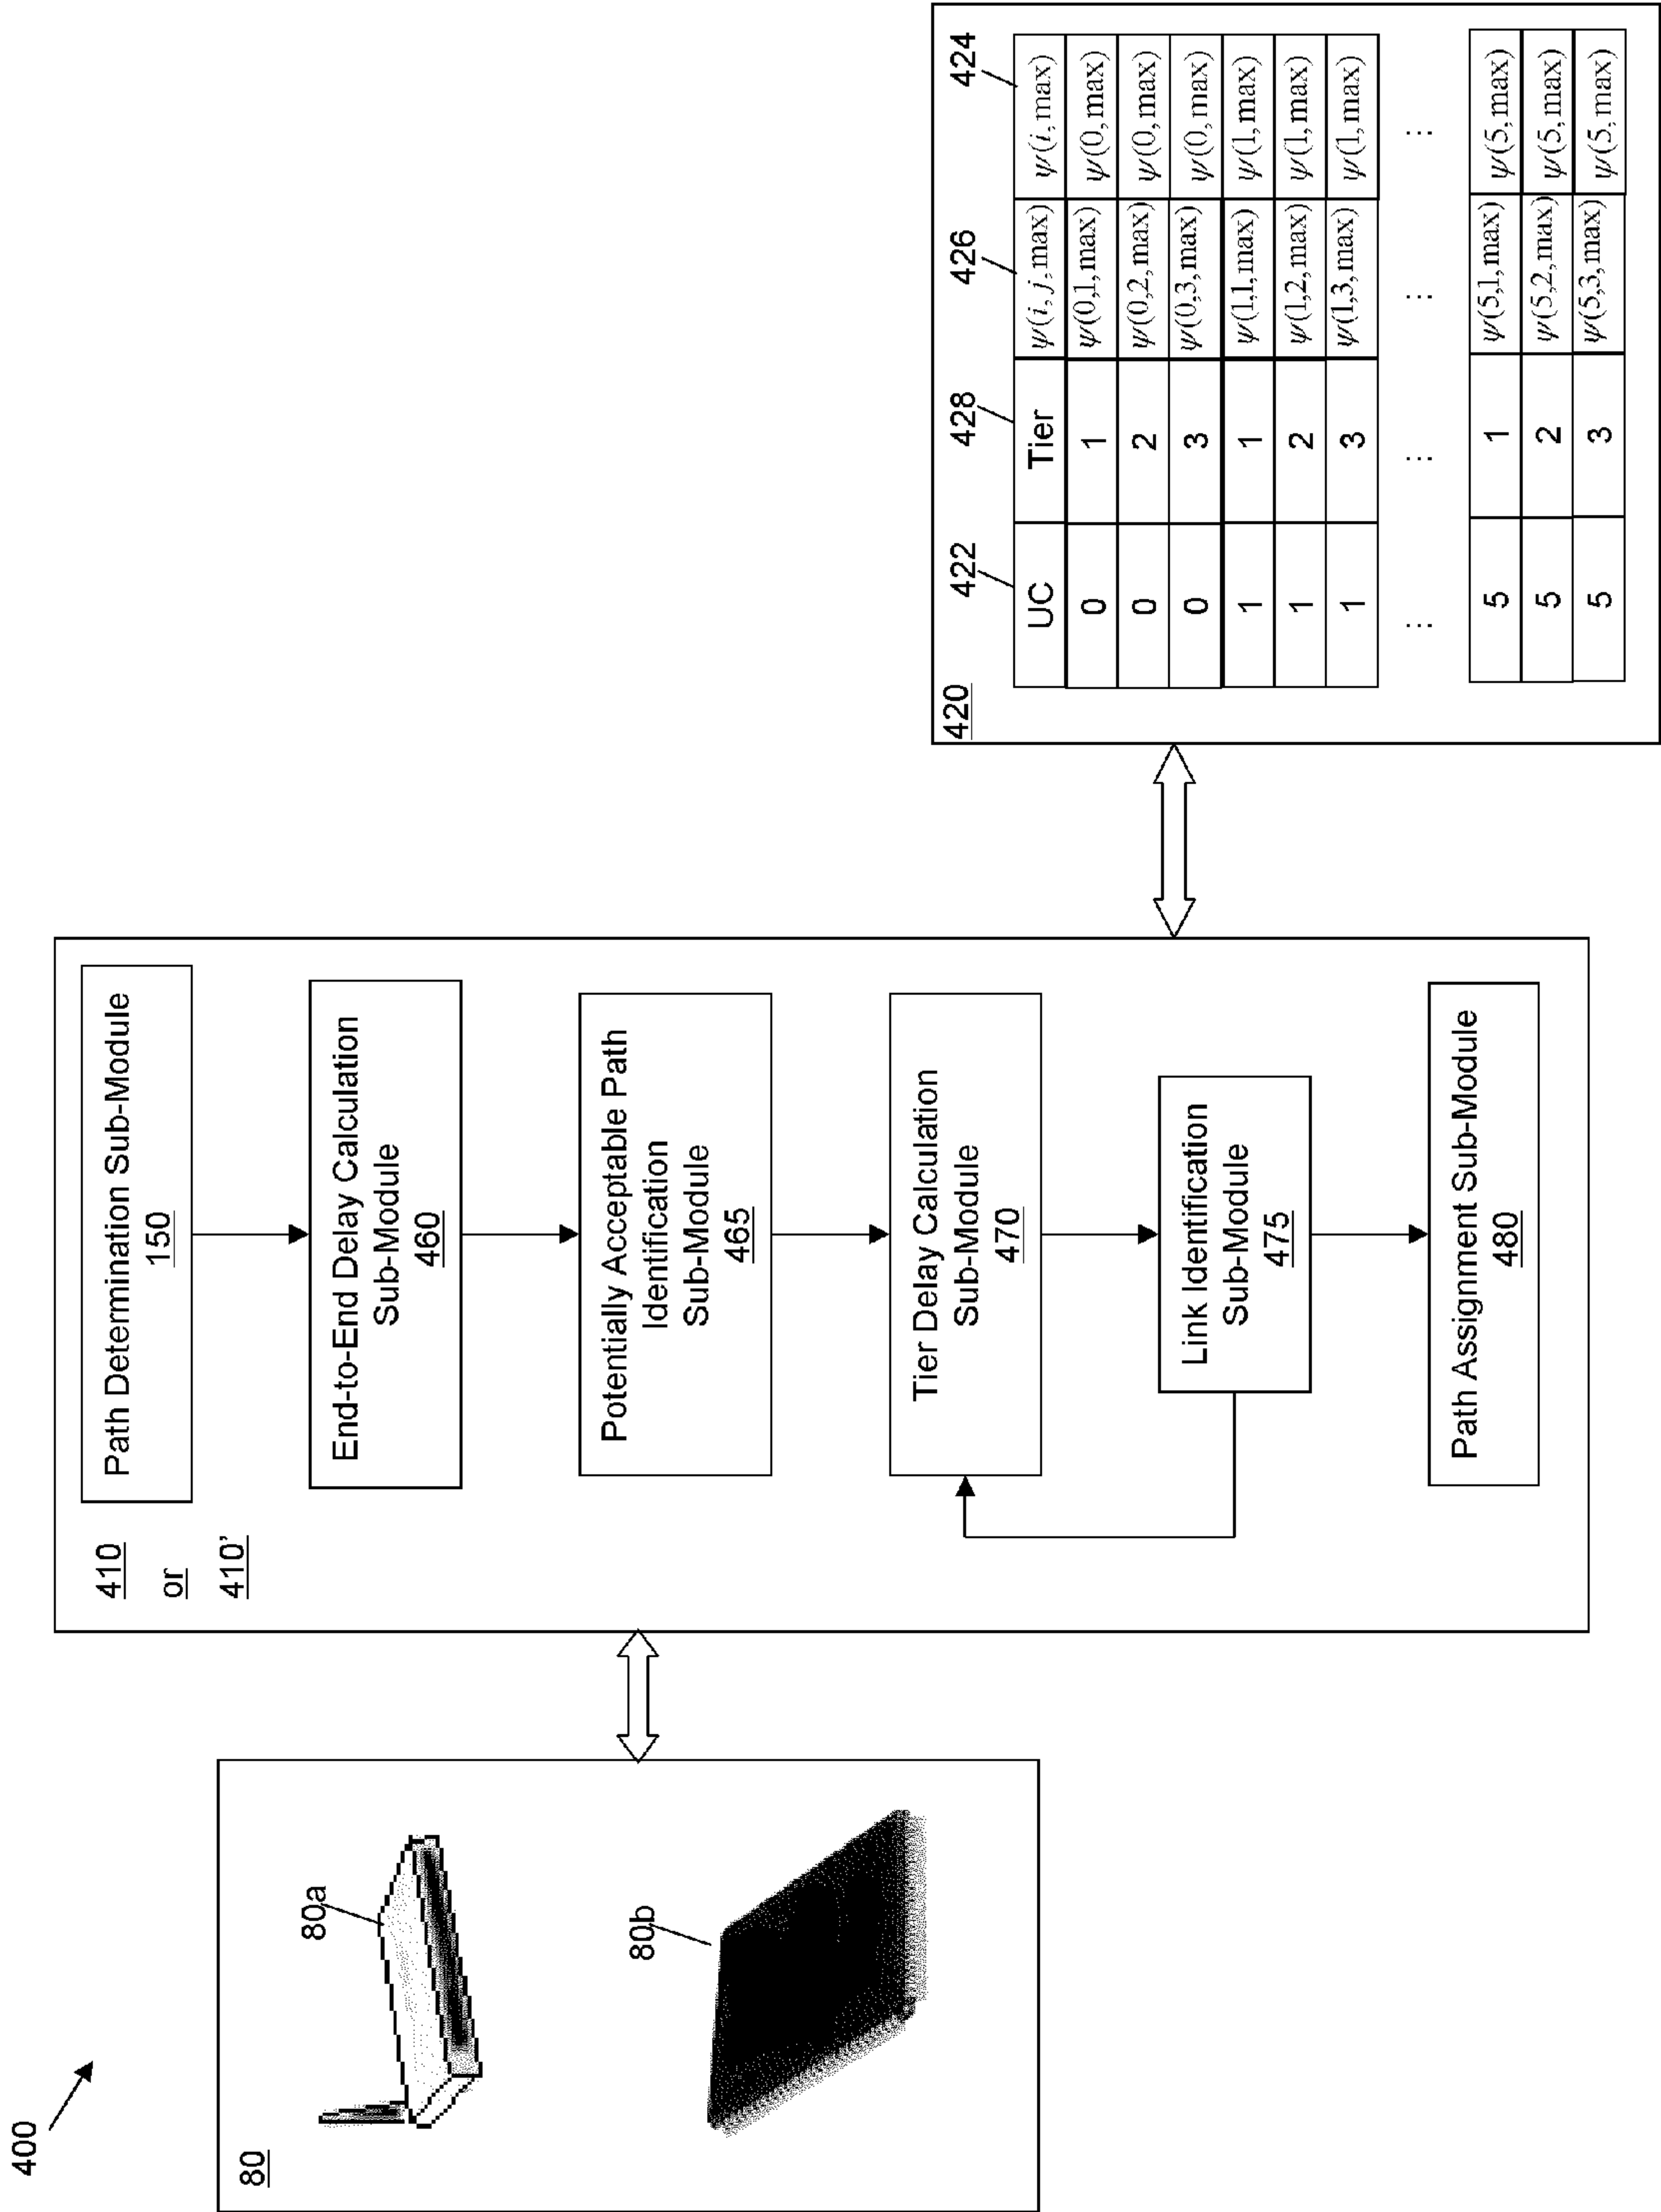 400
80
80a
80b
410
or
410'
Path Determination Sub-Module
150
End-to-End Delay Calculation
Sub-Module
460
Potentially Acceptable Path
Identification
Sub-Module
465
Tier Delay Calculation
Sub-Module
470
Link Identification
Sub-Module
475
Path Assignment Sub-Module
480
420
422 428 426 424
UC Tier ψ(i, j, max) ψ(i, max)
0 1 ψ(0,1, max) ψ(0, max)
0 2 ψ(0,2, max) ψ(0, max)
0 3 ψ(0,3, max) ψ(0, max)
1 1 ψ(1,1, max) ψ(1, max)
1 2 ψ(1,2, max) ψ(1, max)
1 3 ψ(1,3, max) ψ(1, max)
... ... ... ...
5 1 ψ(5,1, max) ψ(5, max)
5 2 ψ(5,2, max) ψ(5, max)
5 3 ψ(5,3, max) ψ(5, max)